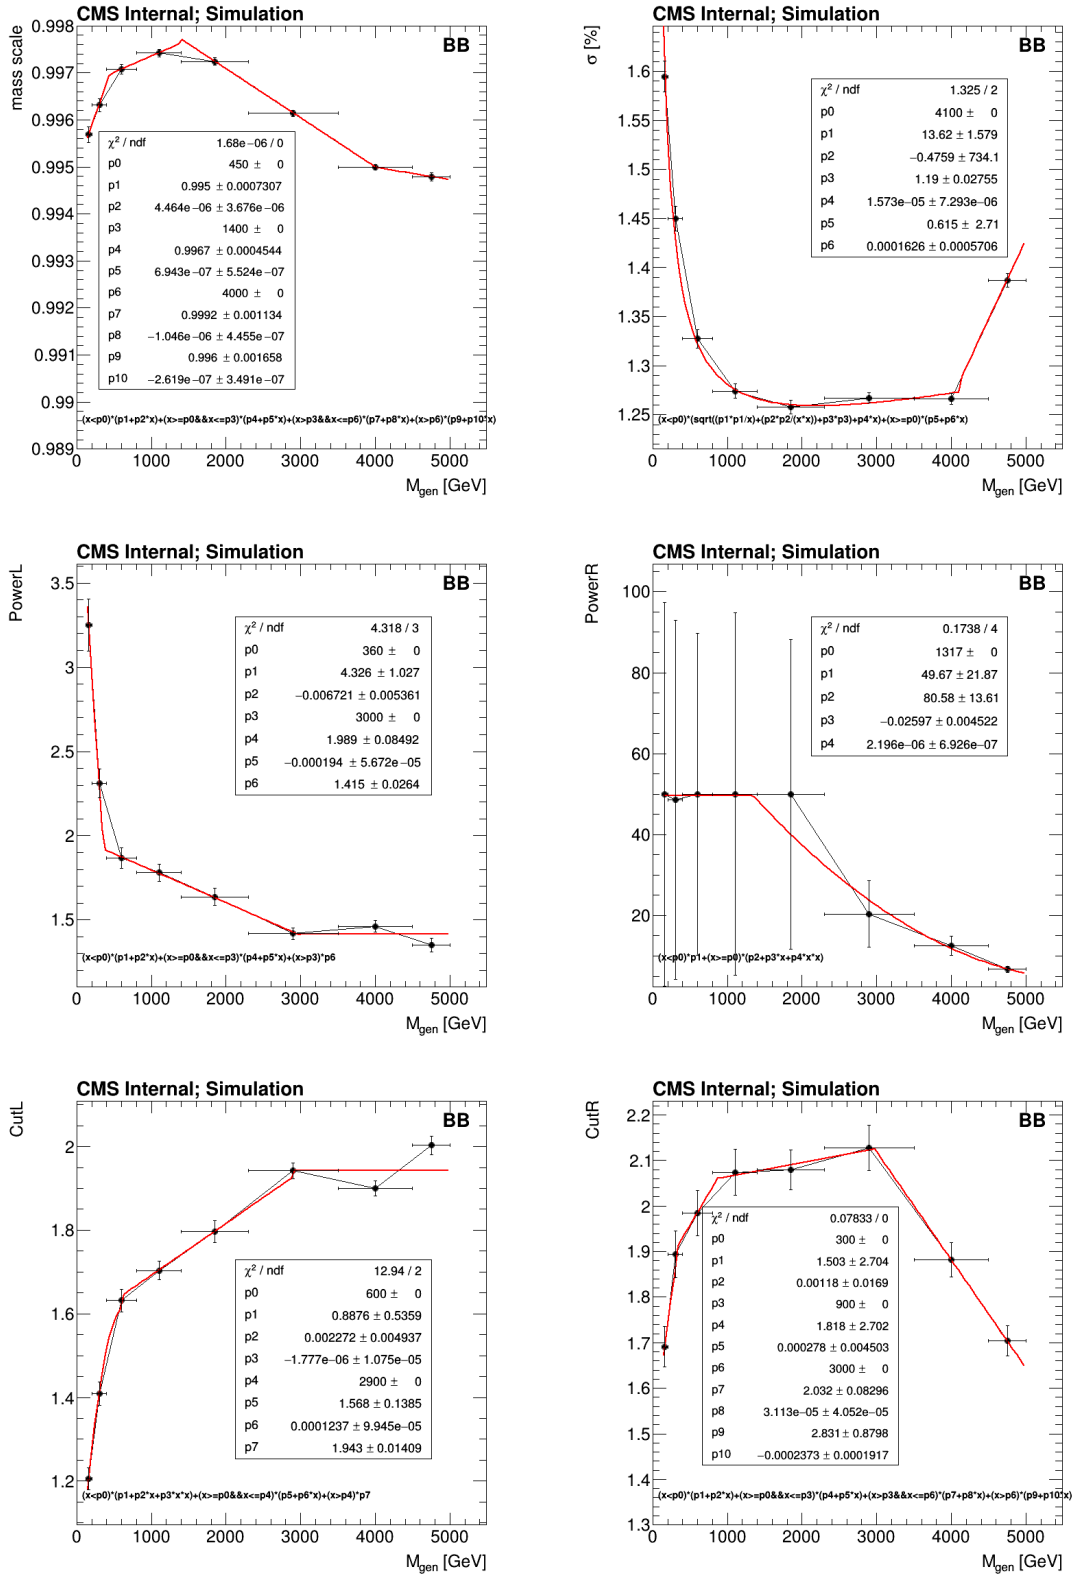 CMS Internal; Simulation
mass scale
BB
0.998
0.997
0.996
0.995
0.994
0.993
0.992
0.991
0.99
0.989
χ² / ndf 1.68e−06 / 0
p0 450 ± 0
p1 0.995 ± 0.0007307
p2 4.464e−06 ± 3.676e−06
p3 1400 ± 0
p4 0.9967 ± 0.0004544
p5 6.943e−07 ± 5.524e−07
p6 4000 ± 0
p7 0.9992 ± 0.001134
p8 −1.046e−06 ± 4.455e−07
p9 0.996 ± 0.001658
p10 −2.619e−07 ± 3.491e−07
(x<p0)*(p1+p2*x)+(x>=p0&&x<=p3)*(p4+p5*x)+(x>p3&&x<=p6)*(p7+p8*x)+(x>p6)*(p9+p10*x)
0 1000 2000 3000 4000 5000
Mgen [GeV]
CMS Internal; Simulation
σ [%]
BB
1.6
1.55
1.5
1.45
1.4
1.35
1.3
1.25
χ² / ndf 1.325 / 2
p0 4100 ± 0
p1 13.62 ± 1.579
p2 −0.4759 ± 734.1
p3 1.19 ± 0.02755
p4 1.573e−05 ± 7.293e−06
p5 0.615 ± 2.71
p6 0.0001626 ± 0.0005706
(x<p0)*(sqrt((p1*p1/x)+(p2*p2/(x*x))+p3*p3)+p4*x)+(x>=p0)*(p5+p6*x)
0 1000 2000 3000 4000 5000
Mgen [GeV]
CMS Internal; Simulation
PowerL
BB
3.5
3
2.5
2
1.5
χ² / ndf 4.318 / 3
p0 360 ± 0
p1 4.326 ± 1.027
p2 −0.006721 ± 0.005361
p3 3000 ± 0
p4 1.989 ± 0.08492
p5 −0.000194 ± 5.672e−05
p6 1.415 ± 0.0264
(x<p0)*(p1+p2*x)+(x>=p0&&x<=p3)*(p4+p5*x)+(x>p3)*p6
0 1000 2000 3000 4000 5000
Mgen [GeV]
CMS Internal; Simulation
PowerR
BB
100
80
60
40
20
χ² / ndf 0.1738 / 4
p0 1317 ± 0
p1 49.67 ± 21.87
p2 80.58 ± 13.61
p3 −0.02597 ± 0.004522
p4 2.196e−06 ± 6.926e−07
(x<p0)*p1+(x>=p0)*(p2+p3*x+p4*x*x)
0 1000 2000 3000 4000 5000
Mgen [GeV]
CMS Internal; Simulation
CutL
BB
2
1.8
1.6
1.4
1.2
χ² / ndf 12.94 / 2
p0 600 ± 0
p1 0.8876 ± 0.5359
p2 0.002272 ± 0.004937
p3 −1.777e−06 ± 1.075e−05
p4 2900 ± 0
p5 1.568 ± 0.1385
p6 0.0001237 ± 9.945e−05
p7 1.943 ± 0.01409
(x<p0)*(p1+p2*x+p3*x*x)+(x>=p0&&x<=p4)*(p5+p6*x)+(x>p4)*p7
0 1000 2000 3000 4000 5000
Mgen [GeV]
CMS Internal; Simulation
CutR
BB
2.2
2.1
2
1.9
1.8
1.7
1.6
1.5
1.4
1.3
χ² / ndf 0.07833 / 0
p0 300 ± 0
p1 1.503 ± 2.704
p2 0.00118 ± 0.0169
p3 900 ± 0
p4 1.818 ± 2.702
p5 0.000278 ± 0.004503
p6 3000 ± 0
p7 2.032 ± 0.08296
p8 3.113e−05 ± 4.052e−05
p9 2.831 ± 0.8798
p10 −0.0002373 ± 0.0001917
(x<p0)*(p1+p2*x)+(x>=p0&&x<=p3)*(p4+p5*x)+(x>p3&&x<=p6)*(p7+p8*x)+(x>p6)*(p9+p10*x)
0 1000 2000 3000 4000 5000
Mgen [GeV]